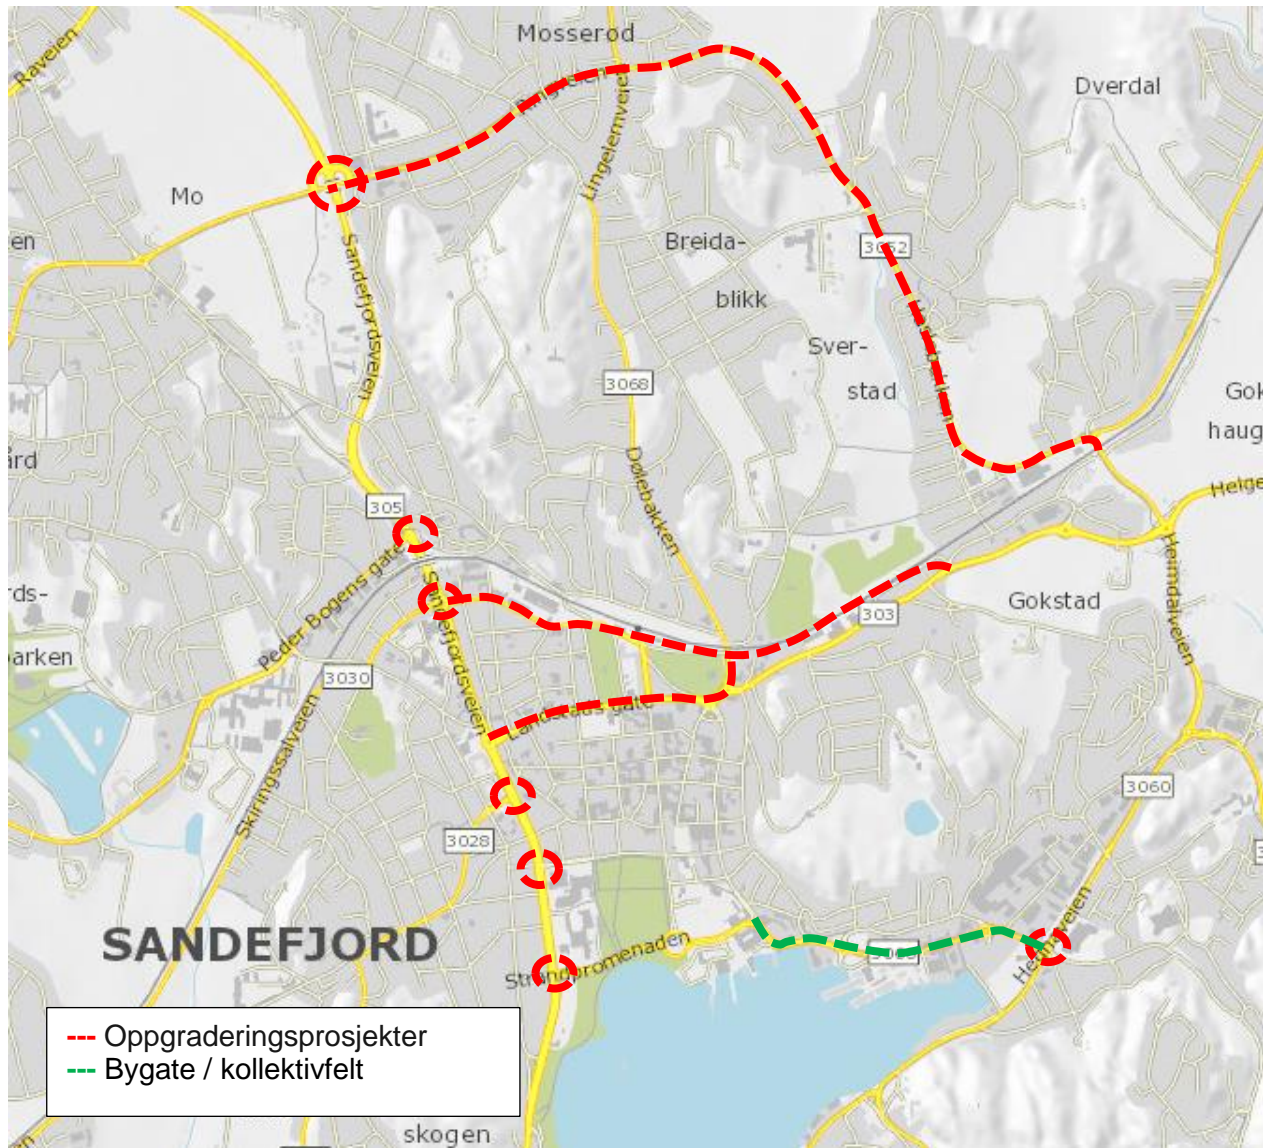 Mosserød
Raveien
Dverdal
Ringveien
Lingelemveien
Mo
en
Breida-
blikk
3052
Sandefjordsveien
Sver-
stad
3068
Gok
haug
ård
Dølebakken
Helge
305
Peder Bogens gate
Sandefjordsveien
Heimdalveien
rds-
parken
303
Gokstad
3030
Landstads gate
Skiringssalveien
3060
3028
SANDEFJORD
Strandpromenaden
Hegnaveien
--- Oppgraderingsprosjekter
--- Bygate / kollektivfelt
skogen